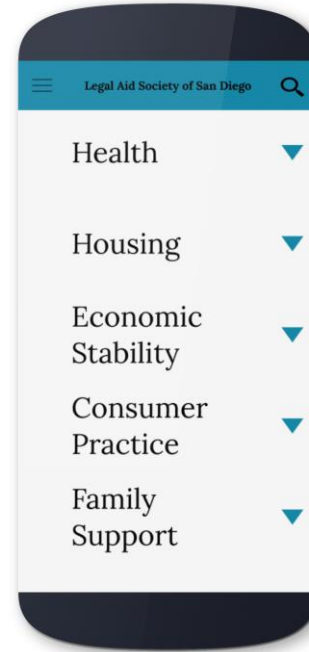 Legal Aid Society of San Diego
Health
Housing
Economic
Stability
Consumer
Practice
Family
Support